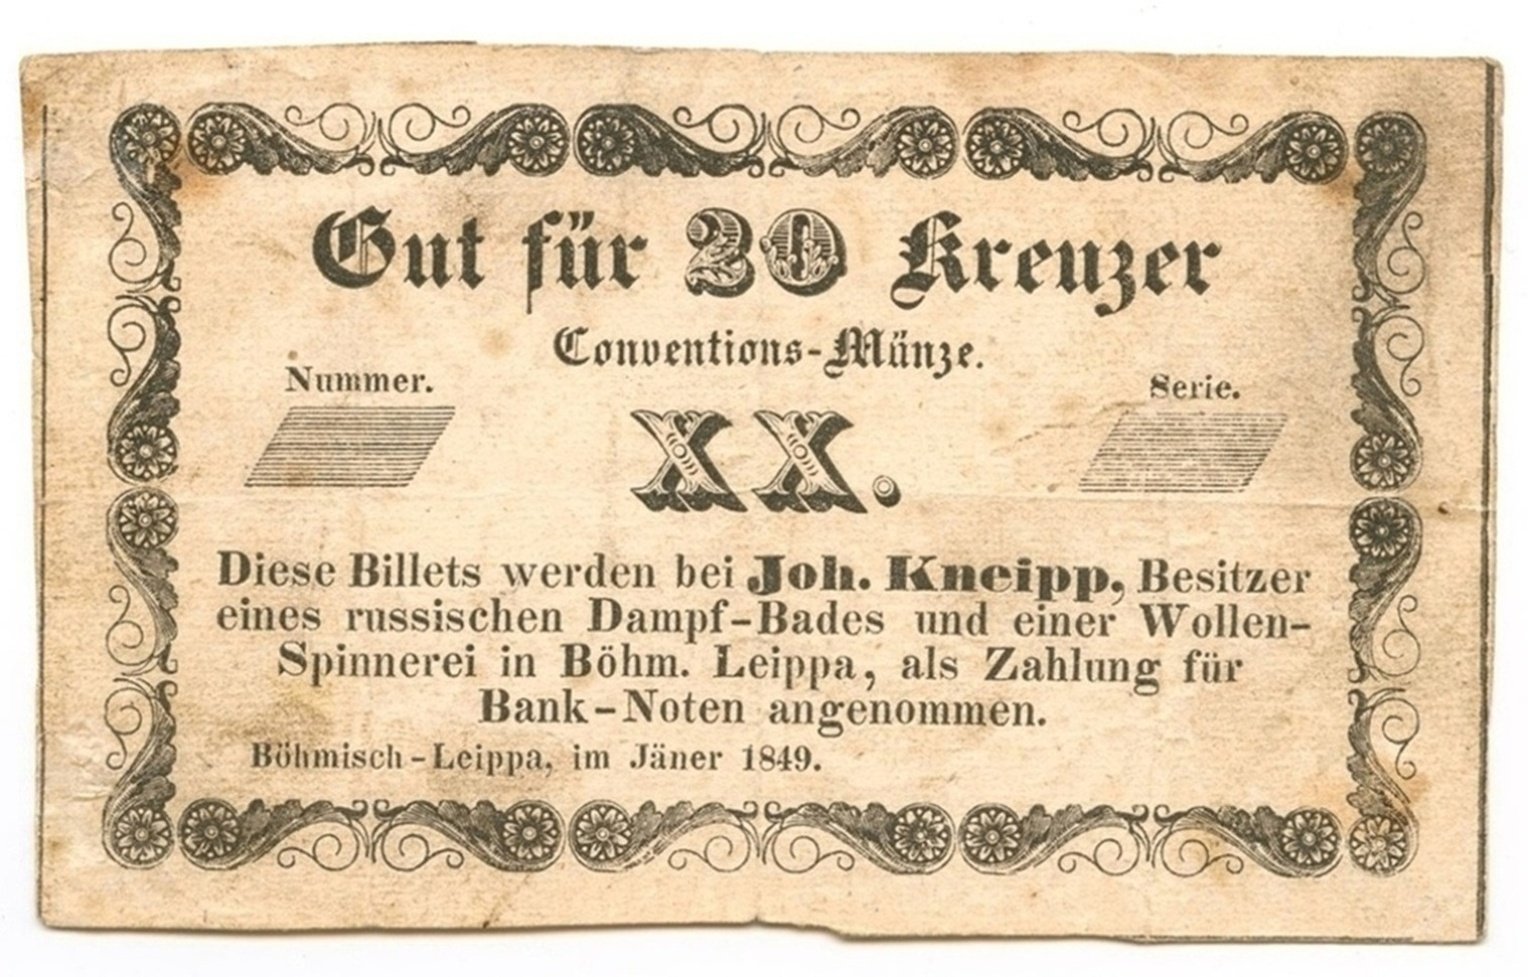 Gut für 20 Kreuzer
Conventions-Münze.
Nummer.
Serie.
XX.
Diese Billets werden bei Joh. Kneipp, Besitzer
eines russischen Dampf-Bades und einer Wollen-
Spinnerei in Böhm. Leippa, als Zahlung für
Bank-Noten angenommen.
Böhmisch-Leippa, im Jäner 1849.